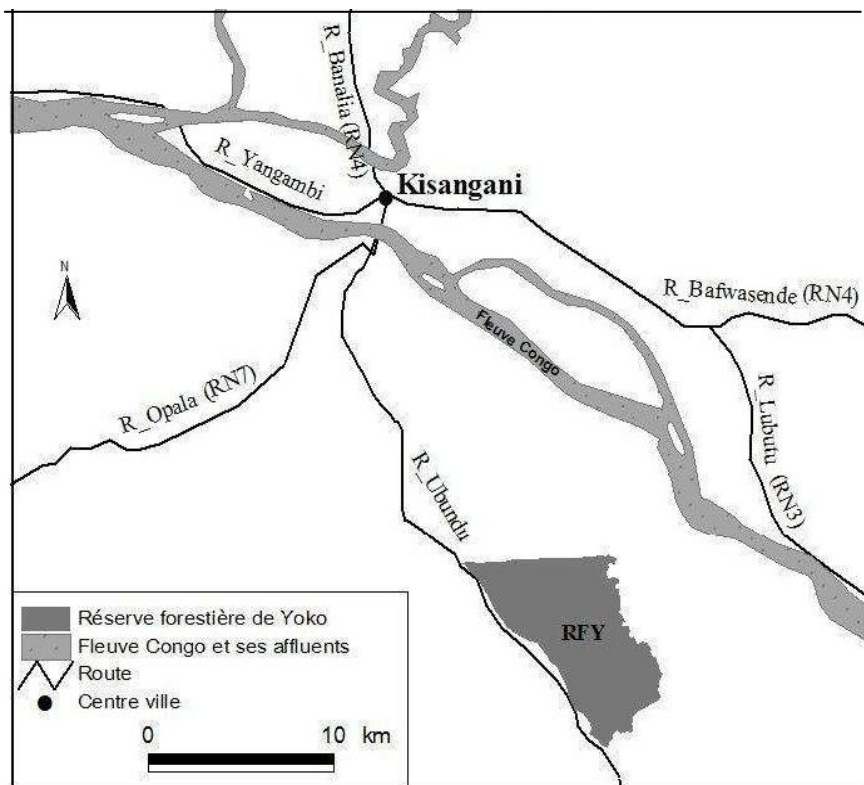 R_Banalia (RN4)
R_Yangambi
Kisangani
N
R_Bafwasende (RN4)
Fleuve Congo
R_Opala (RN7)
R_Lubutu (RN3)
R_Ubundu
RFY
Réserve forestière de Yoko
Fleuve Congo et ses affluents
Route
Centre ville
0 10 km